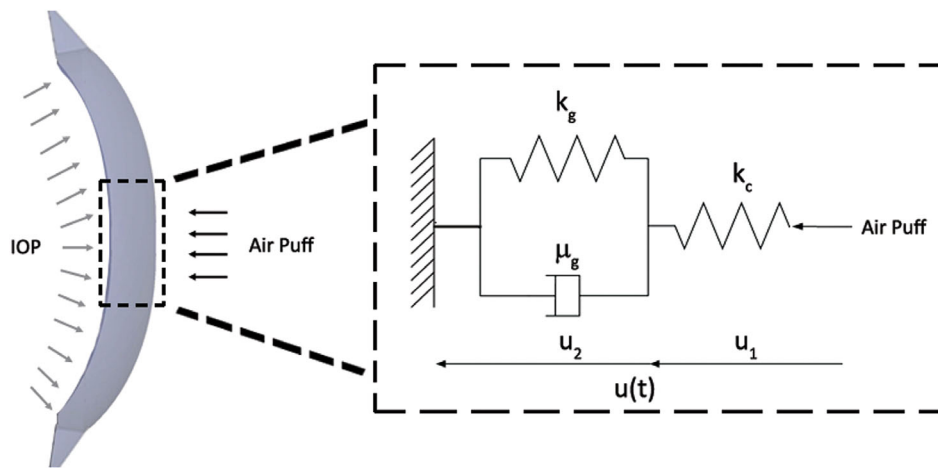 IOP
Air Puff
k_g
k_c
Air Puff
μ_g
u_2
u_1
u(t)